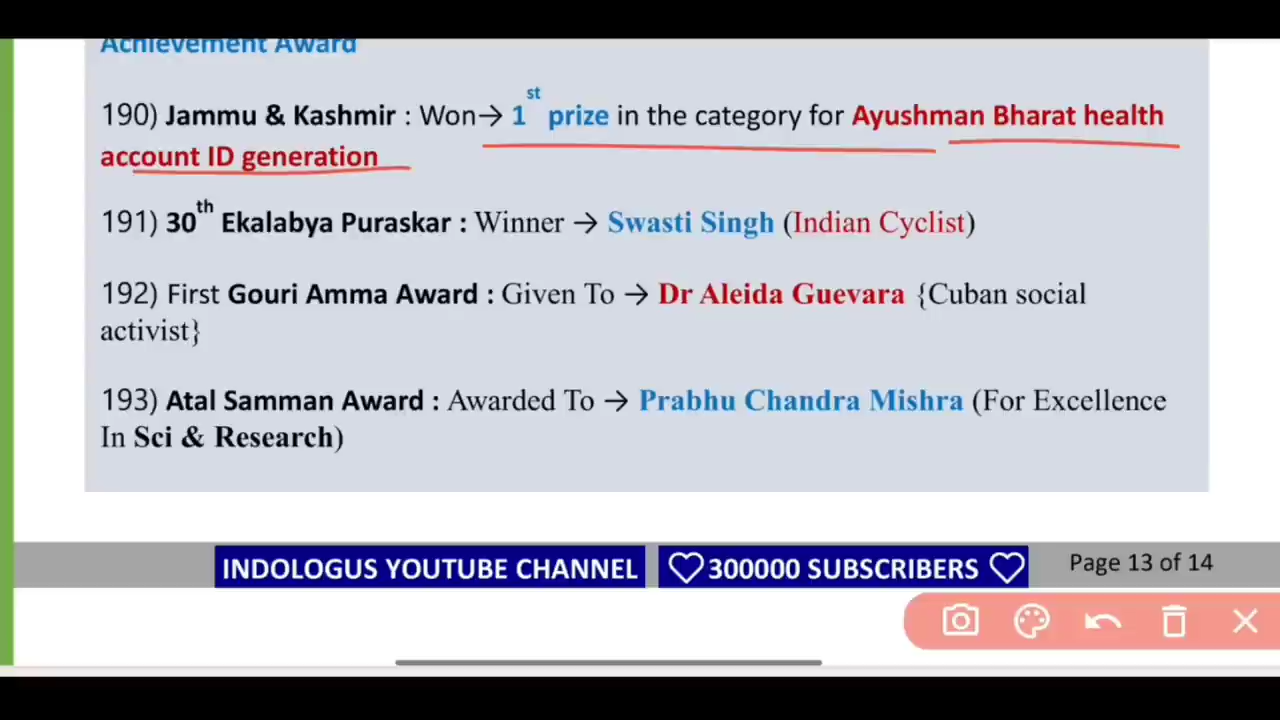 Achievement Award
190) Jammu & Kashmir : Won→ 1st prize in the category for Ayushman Bharat health
account ID generation
191) 30th Ekalabya Puraskar : Winner → Swasti Singh (Indian Cyclist)
192) First Gouri Amma Award : Given To → Dr Aleida Guevara {Cuban social
activist}
193) Atal Samman Award : Awarded To → Prabhu Chandra Mishra (For Excellence
In Sci & Research)
INDOLOGUS YOUTUBE CHANNEL ♡300000 SUBSCRIBERS ♡ Page 13 of 14